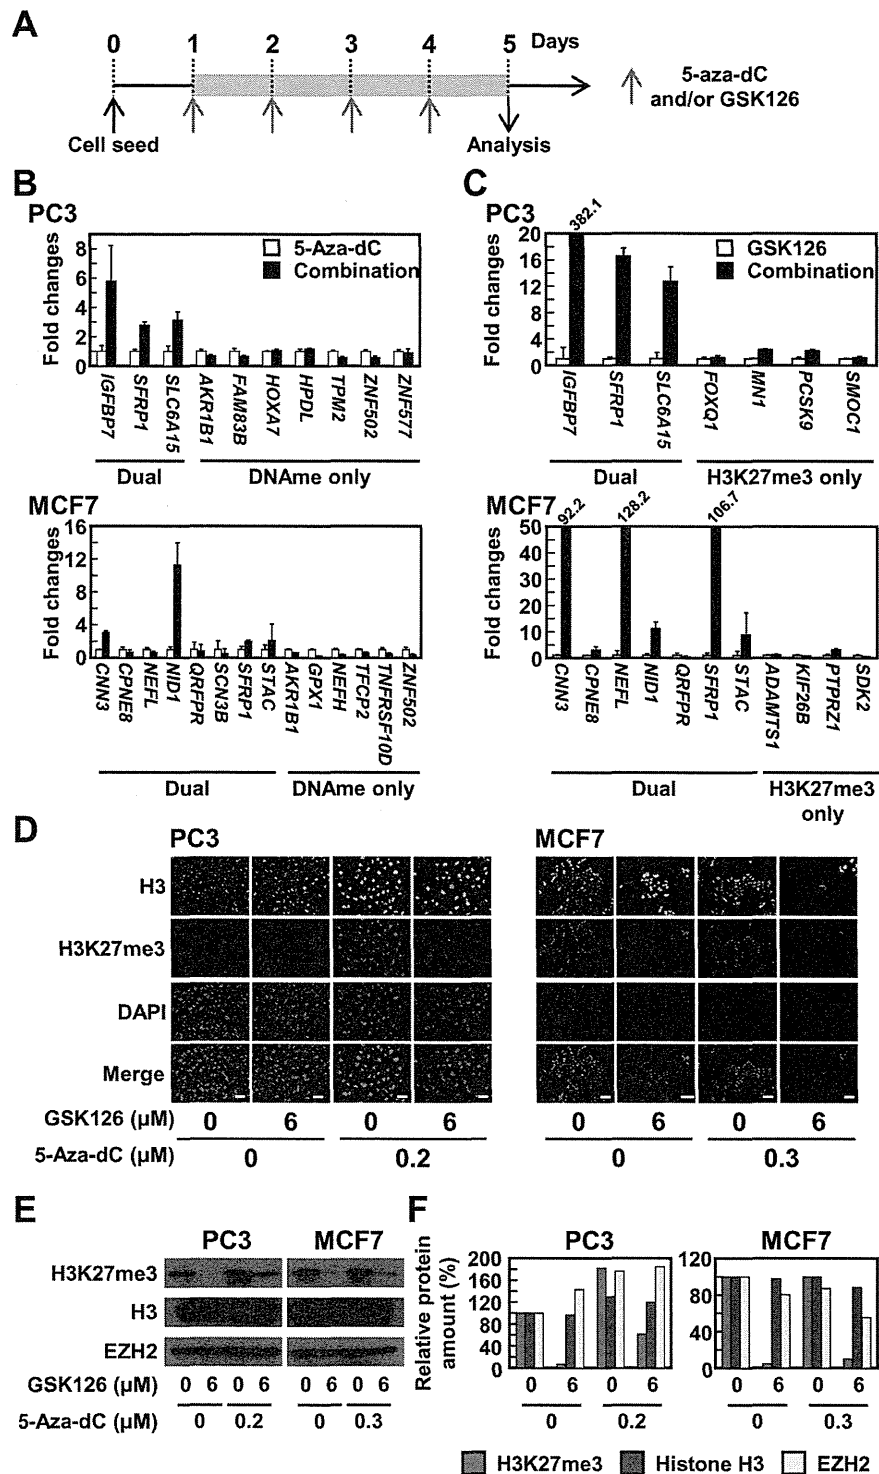 A
0 1 2 3 4 5 Days
5-aza-dC
and/or GSK126
Cell seed
Analysis
B
PC3
Fold changes
8
6
4
2
0
5-Aza-dC
Combination
IGFBP7
SFRP1
SLC6A15
AKR1B1
FAM83B
HOXA7
HPDL
TPM2
ZNF502
ZNF577
Dual
DNAme only
MCF7
Fold changes
16
12
8
4
0
CNN3
CPNE8
NEFL
NID1
QRFPR
SCN3B
SFRP1
STAC
AKR1B1
GPX1
NEFH
TFCP2
TNFRSF10D
ZNF502
Dual
DNAme only
C
PC3
382.1
Fold changes
20
16
12
8
4
0
GSK126
Combination
IGFBP7
SFRP1
SLC6A15
FOXQ1
MN1
PCSK9
SMOC1
Dual
H3K27me3 only
MCF7
92.2
128.2
106.7
Fold changes
50
40
30
20
10
0
CNN3
CPNE8
NEFL
NID1
QRFPR
SFRP1
STAC
ADAMTS1
KIF26B
PTPRZ1
SDK2
Dual
H3K27me3
only
D
PC3
MCF7
H3
H3K27me3
DAPI
Merge
GSK126 (µM) 0 6 0 6 0 6 0 6
5-Aza-dC (µM) 0 0.2 0 0.3
E
PC3 MCF7
H3K27me3
H3
EZH2
GSK126 (µM) 0 6 0 6 0 6 0 6
5-Aza-dC (µM) 0 0.2 0 0.3
F
PC3
MCF7
Relative protein
amount (%)
200
160
120
80
40
0
120
80
40
0
0 6 0 6 0 6 0 6
0 0.2 0 0.3
H3K27me3 Histone H3 EZH2